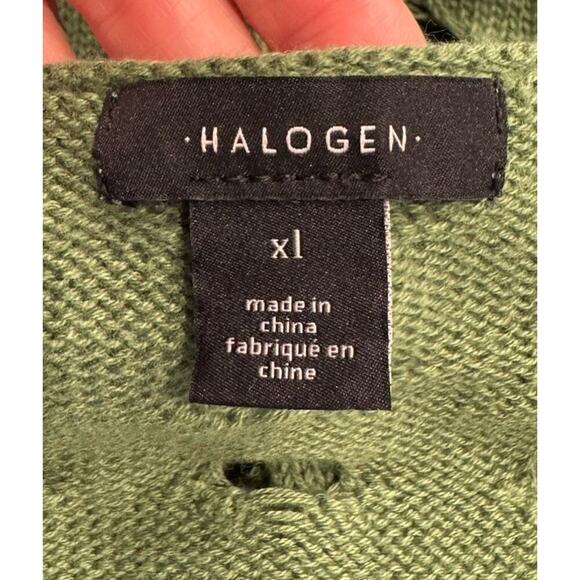 ·HALOGEN·
xl
made in
china
fabriqué en
chine